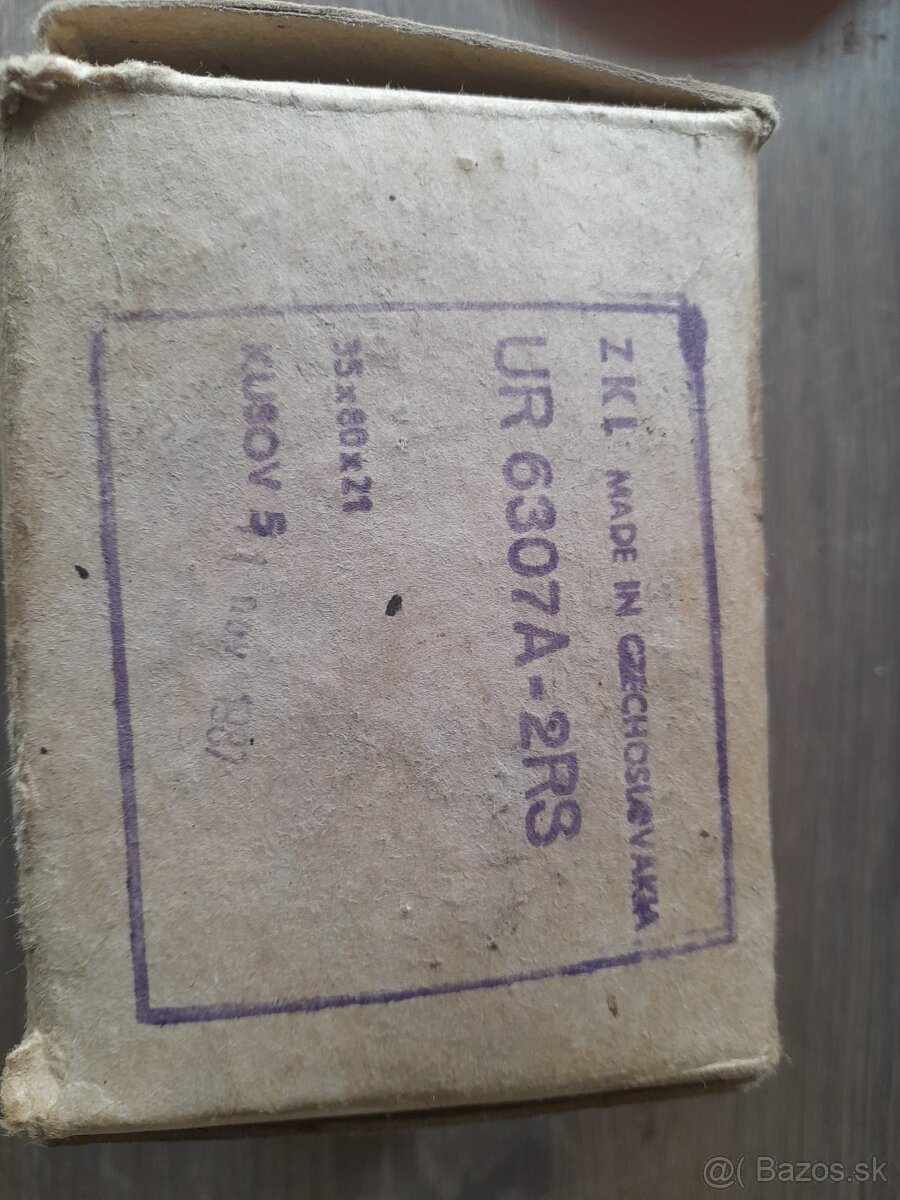 ZKL MADE IN CZECHOSLOVAKIA
UR 6307A-2RS
35x80x21
KUSOV 5
@( Bazos.sk